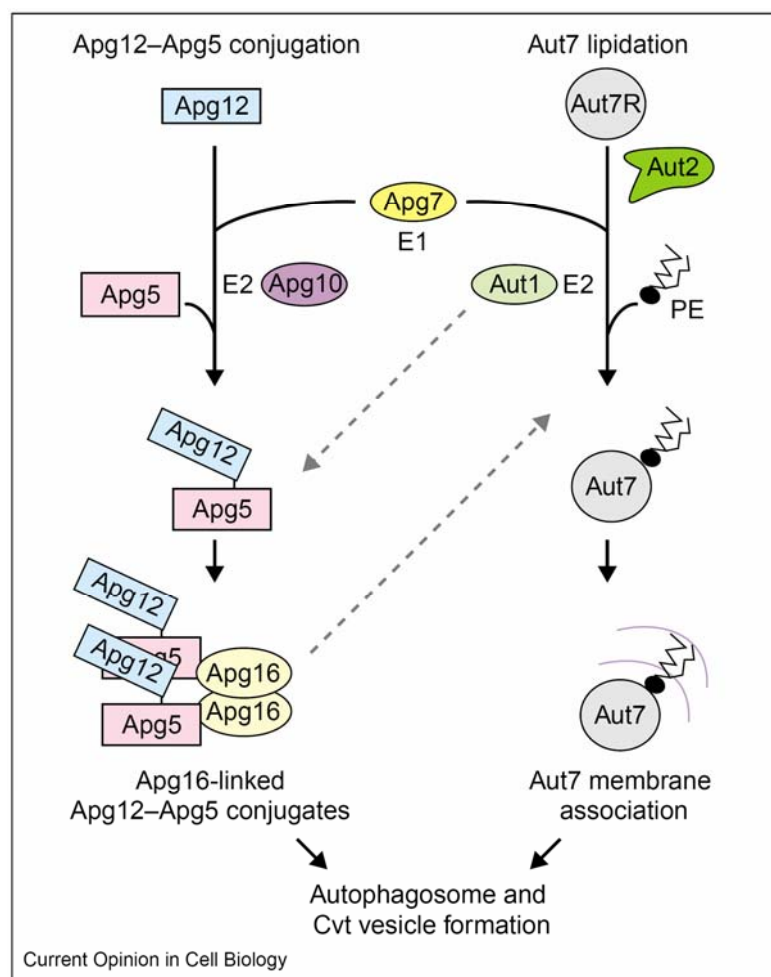 Apg12–Apg5 conjugation
Aut7 lipidation
Apg12
Aut7R
Aut2
Apg7
E1
Apg5
E2
Apg10
Aut1
E2
PE
Apg12
Apg5
Aut7
Apg12
Apg5
Apg12
Apg16
Apg16
Apg5
Aut7
Apg16-linked
Apg12–Apg5 conjugates
Aut7 membrane
association
Autophagosome and
Cvt vesicle formation
Current Opinion in Cell Biology